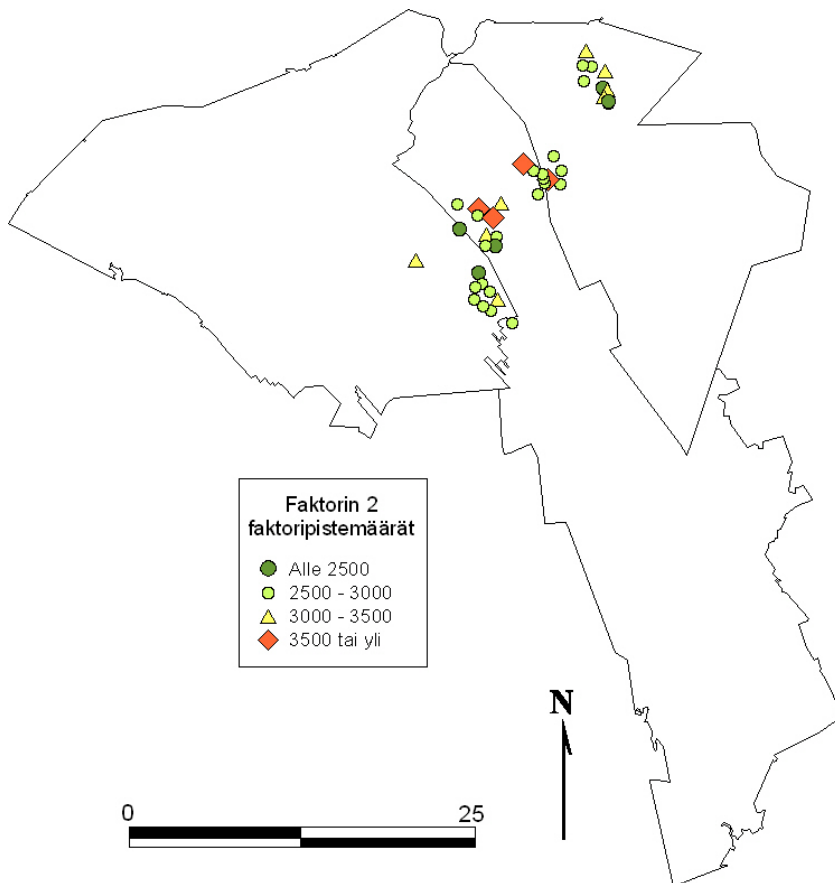 Faktorin 2
faktoripistemäärät
Alle 2500
2500 - 3000
3000 - 3500
3500 tai yli
N
0 25